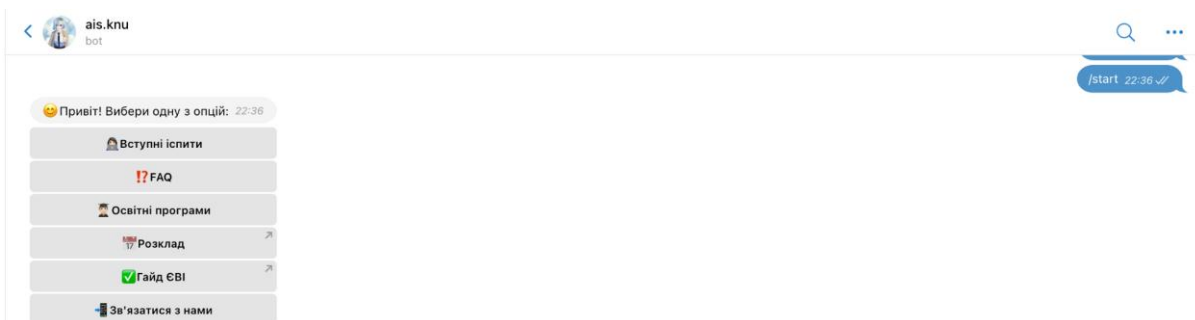 ais.knu
bot
/start 22:36
😊Привіт! Вибери одну з опцій: 22:36
Вступні іспити
⁉️FAQ
Освітні програми
Розклад
✅Гайд ЄВІ
📲Зв'язатися з нами